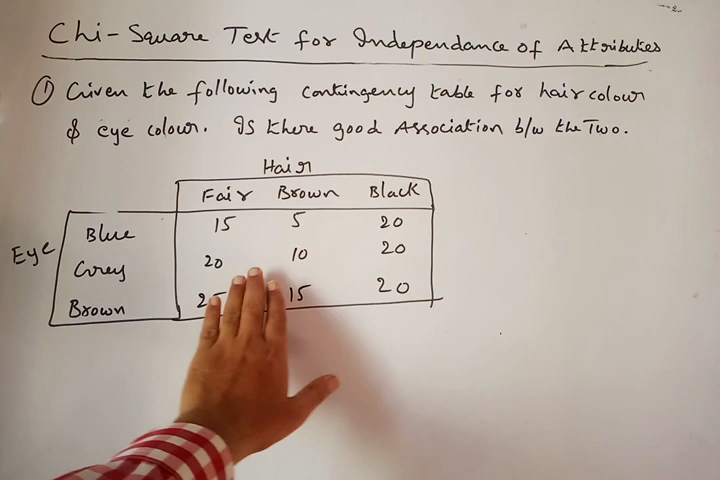 Chi-Square Test for Independance of Attributes
① Given the following contingency table for hair colour
& eye colour. Is there good Association b/w the Two.
Hair
Fair Brown Black
Eye Blue 15 5 20
Grey 20 10 20
Brown 15 20